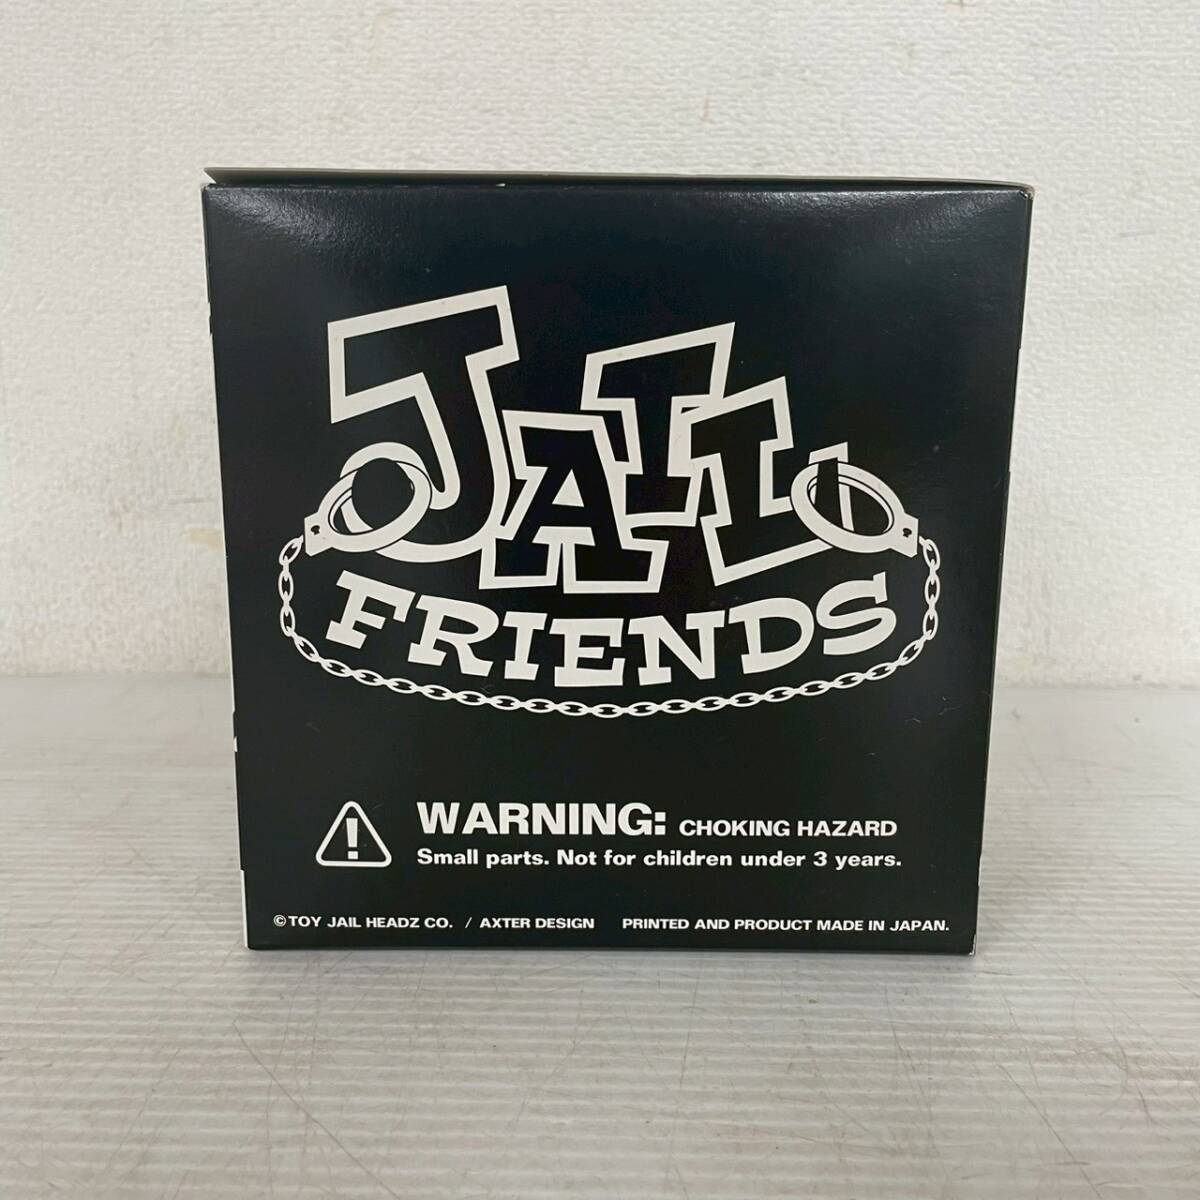 JAIL
FRIENDS
WARNING: CHOKING HAZARD
Small parts. Not for children under 3 years.
©TOY JAIL HEADZ CO. / AXTER DESIGN PRINTED AND PRODUCT MADE IN JAPAN.